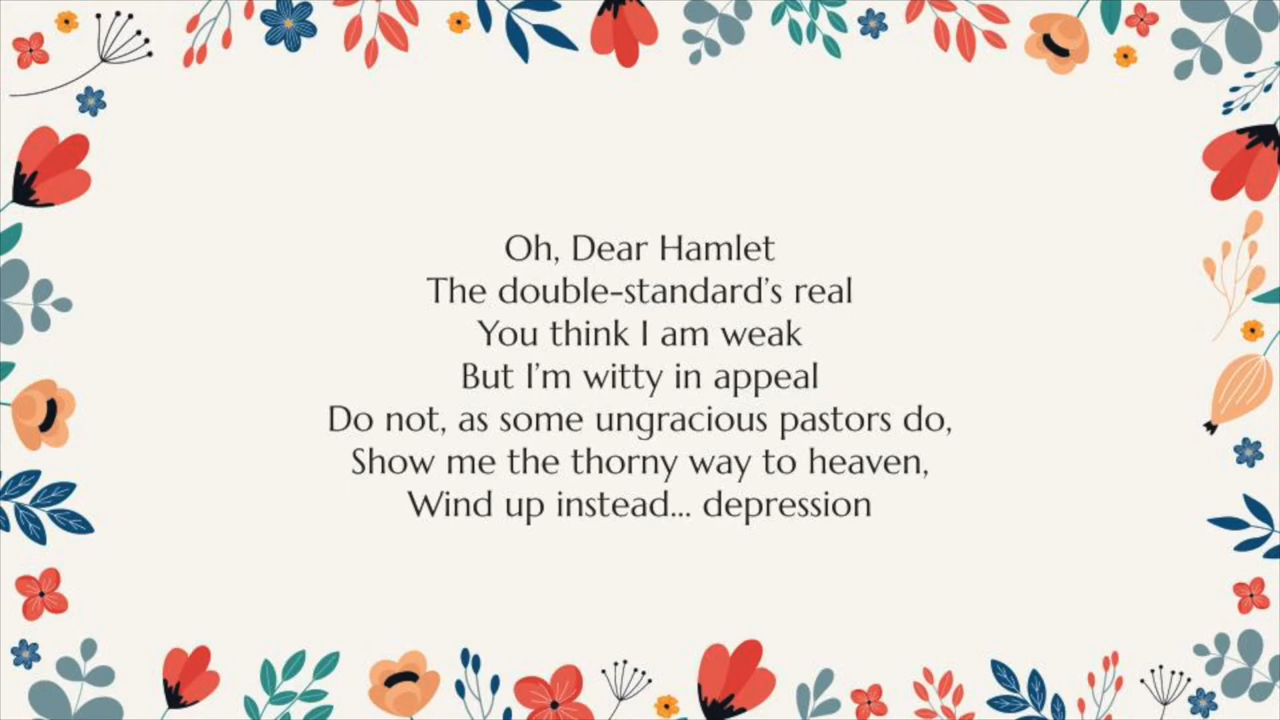 Oh, Dear Hamlet
The double-standard’s real
You think I am weak
But I’m witty in appeal
Do not, as some ungracious pastors do,
Show me the thorny way to heaven,
Wind up instead... depression